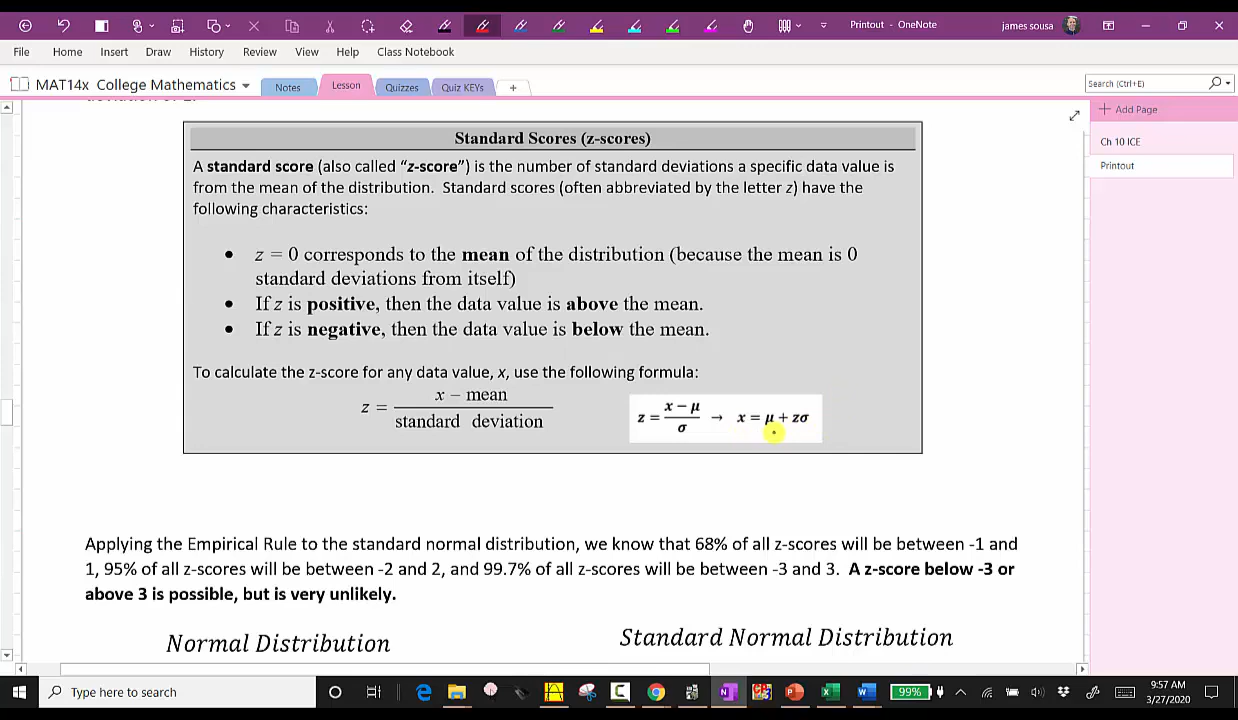 Printout - OneNote
james sousa
File Home Insert Draw History Review View Help Class Notebook
MAT14x College Mathematics
Notes Lesson Quizzes Quiz KEYs +
Search (Ctrl+E)
Add Page
Ch 10 ICE
Printout
Standard Scores (z-scores)
A standard score (also called “z-score”) is the number of standard deviations a specific data value is
from the mean of the distribution. Standard scores (often abbreviated by the letter z) have the
following characteristics:
• z = 0 corresponds to the mean of the distribution (because the mean is 0
standard deviations from itself)
• If z is positive, then the data value is above the mean.
• If z is negative, then the data value is below the mean.
To calculate the z-score for any data value, x, use the following formula:
z = x − mean / standard deviation
z = x − μ / σ → x = μ + zσ
Applying the Empirical Rule to the standard normal distribution, we know that 68% of all z-scores will be between -1 and
1, 95% of all z-scores will be between -2 and 2, and 99.7% of all z-scores will be between -3 and 3. A z-score below -3 or
above 3 is possible, but is very unlikely.
Normal Distribution
Standard Normal Distribution
Type here to search
99%
9:57 AM
3/27/2020